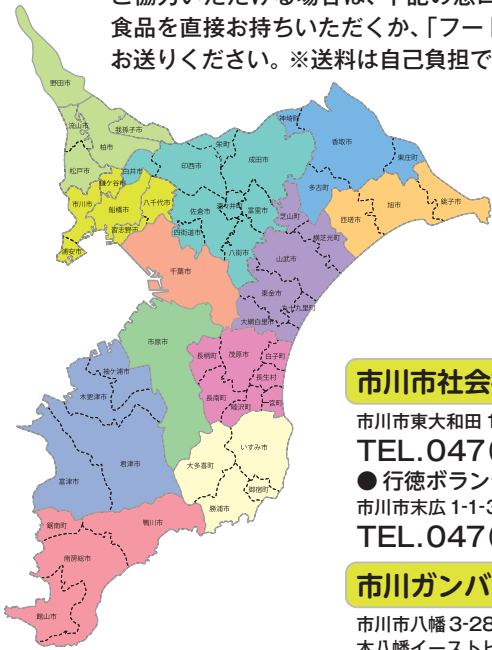 ご協力いただける場合は、下記の窓口
食品を直接お持ちいただくか、「フード
お送りください。※送料は自己負担で
野田市
流山市
我孫子市
柏市
松戸市
鎌ケ谷市
白井市
印西市
栄町
成田市
神崎町
香取市
東庄町
市川市
船橋市
八千代市
習志野市
浦安市
佐倉市
酒々井町
富里市
四街道市
八街市
芝山町
多古町
横芝光町
匝瑳市
旭市
銚子市
千葉市
山武市
東金市
九十九里町
大網白里市
市原市
長柄町
茂原市
白子町
長生村
長南町
睦沢町
一宮町
袖ケ浦市
木更津市
君津市
富津市
いすみ市
大多喜町
御宿町
勝浦市
鋸南町
鴨川市
南房総市
館山市
市川市社会
市川市東大和田 1
TEL.047
● 行徳ボラン
市川市末広 1-1-3
TEL.047
市川ガンバ
市川市八幡 3-28
本八幡イースト